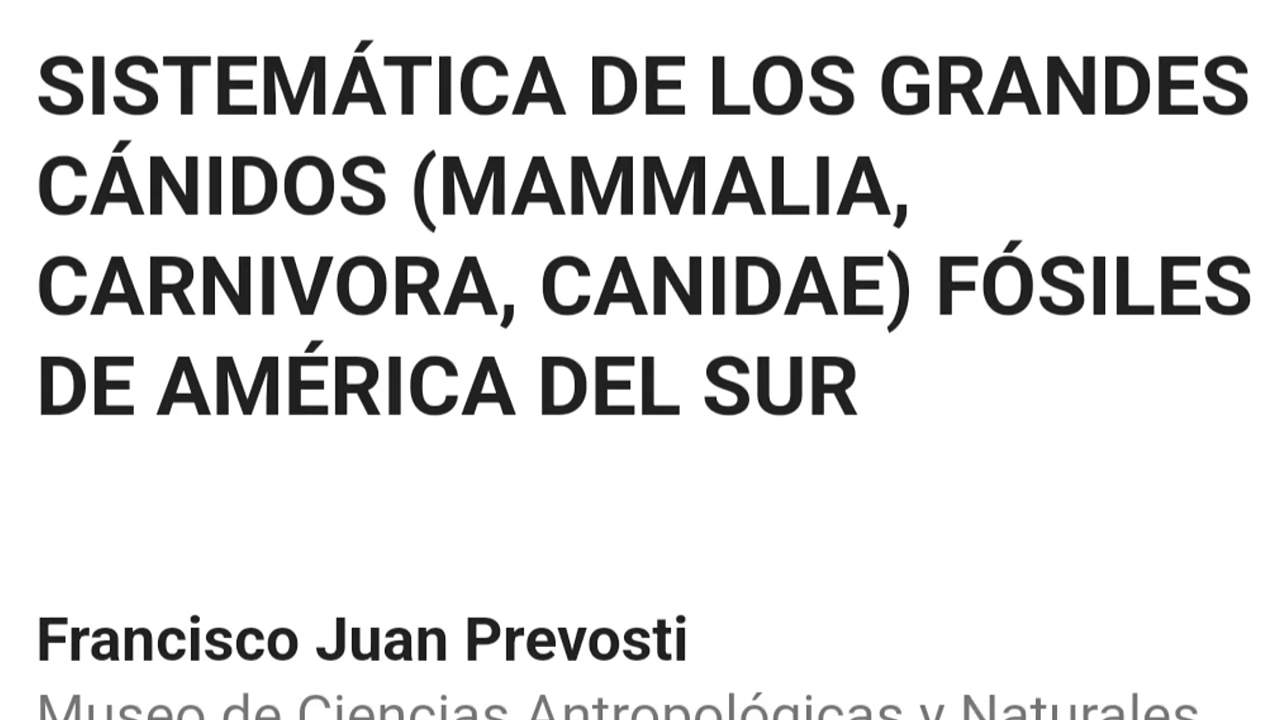 SISTEMÁTICA DE LOS GRANDES
CÁNIDOS (MAMMALIA,
CARNIVORA, CANIDAE) FÓSILES
DE AMÉRICA DEL SUR
Francisco Juan Prevosti
Museo de Ciencias Antropológicas y Naturales